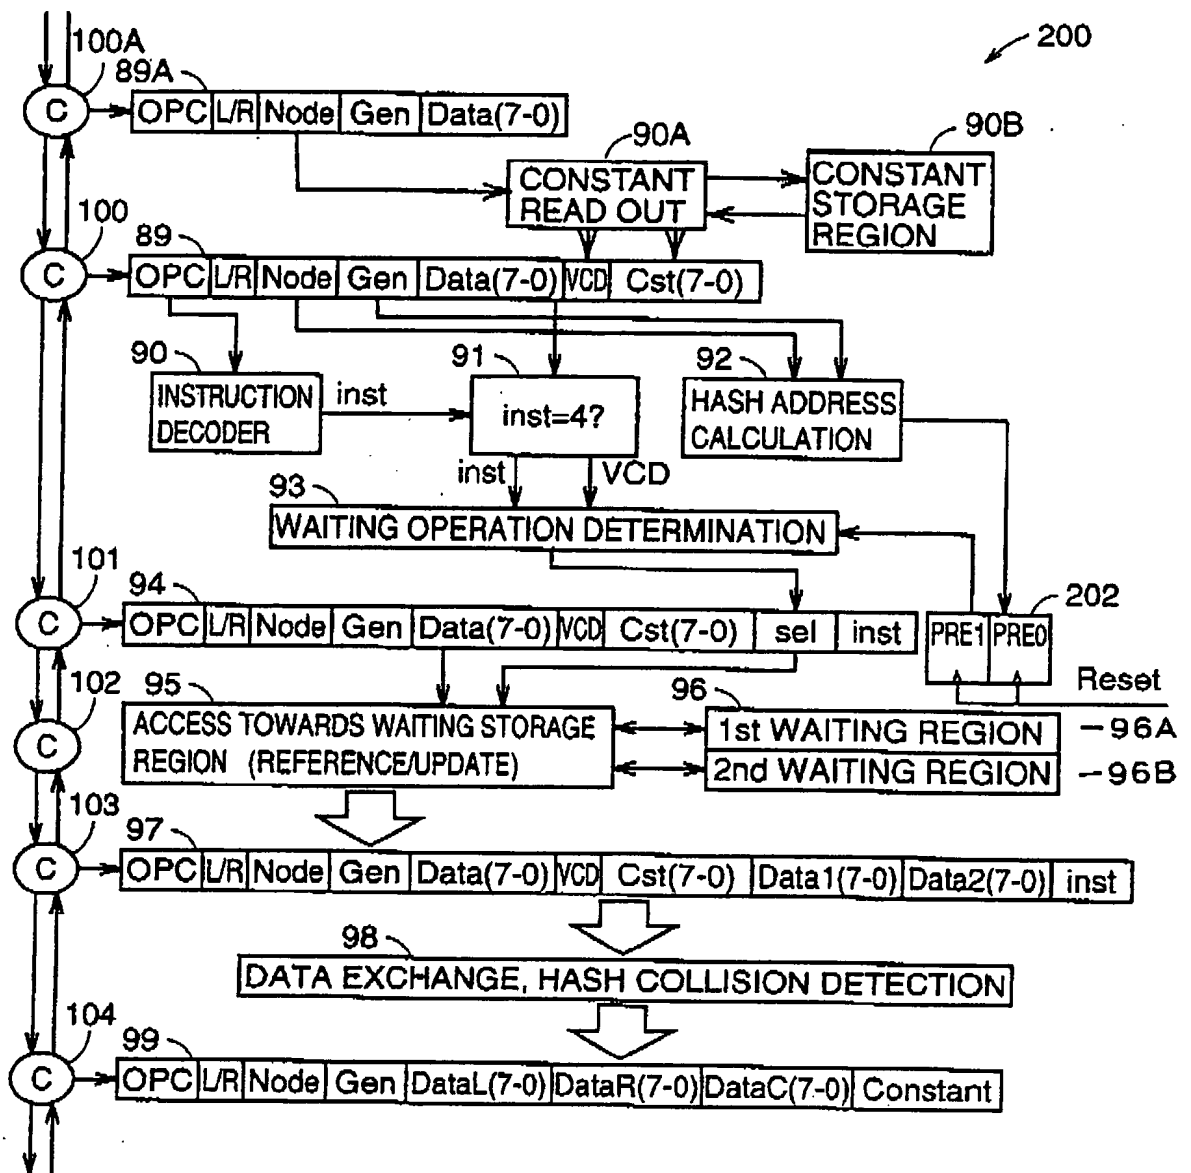 200
100A
89A
C OPC L/R Node Gen Data(7-0)
90A
90B
CONSTANT READ OUT
CONSTANT STORAGE REGION
100
89
C OPC L/R Node Gen Data(7-0) VCD Cst(7-0)
90
91
92
INSTRUCTION DECODER
inst
inst=4?
HASH ADDRESS CALCULATION
inst
VCD
93
WAITING OPERATION DETERMINATION
101
94
202
C OPC L/R Node Gen Data(7-0) VCD Cst(7-0) sel inst
PRE1 PRE0
Reset
102
95
96
C
ACCESS TOWARDS WAITING STORAGE
REGION (REFERENCE/UPDATE)
1st WAITING REGION
96A
2nd WAITING REGION
96B
103
97
C OPC L/R Node Gen Data(7-0) VCD Cst(7-0) Data1(7-0) Data2(7-0) inst
98
DATA EXCHANGE, HASH COLLISION DETECTION
104
99
C OPC L/R Node Gen DataL(7-0) DataR(7-0) DataC(7-0) Constant